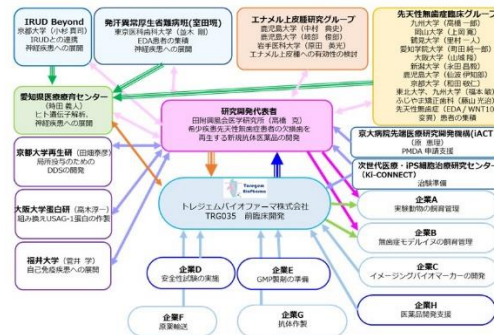 IRUD Beyond
京都大学(小杉眞司)
IRUDとの連携
神経疾患への展開
発汗異常厚生省難病班(室田班)
東京医科歯科大学(並木 剛)
EDA患者の集積
神経疾患への展開
エナメル上皮腫研究グループ
鹿児島大学(中村 典史)
鹿児島大学(岐部 俊郎)
岩手医科大学(原田 英光)
エナメル上皮種への有効性の検討
先天性無歯症臨床グループ
九州大学(高橋 一郎)
岡山大学(上岡 寛)
鶴見大学(里村 一人)
愛知学院大学(町田 純一郎)
大阪大学(山城 隆)
新潟大学(永田 昌毅)
鹿児島大学(仙波 伊知郎)
京都大学(和田 敬仁)
東北大学、九州大学(福本 敏)
ふじやま矯正歯科(藤山 光治)
先天性無歯症(EDA / WNT10A
変異)患者の集積
愛知県医療療育センター
(時田 義人)
ヒト遺伝子解析、
神経疾患への展開
研究開発代表者
田附興風会医学研究所(高橋 克)
希少疾患先天性無歯症患者の欠損歯を
再生する新規抗体医薬品の開発
京都大学再生研(田畑泰彦)
局所投与のための
DDSの開発
京大病院先端医療研究開発機構(iACT)
(原 恵理)
PMDA 申請支援
次世代医療・iPS細胞治療研究センター
(Ki-CONNECT)
治験準備
大阪大学蛋白研(高木淳一)
組み換えUSAG-1蛋白の作製
Toregem
BioPharma
トレジェムバイオファーマ株式会社
TRG035 前臨床開発
企業A
実験動物の飼育管理
企業B
無歯症モデルイヌの飼育管理
福井大学(菅井 学)
自己免疫疾患への展開
企業C
イメージングバイオマーカーの開発
企業D
安全性試験の実施
企業E
GMP製剤の準備
企業H
医薬品開発支援
企業F
原薬輸送
企業G
抗体作製